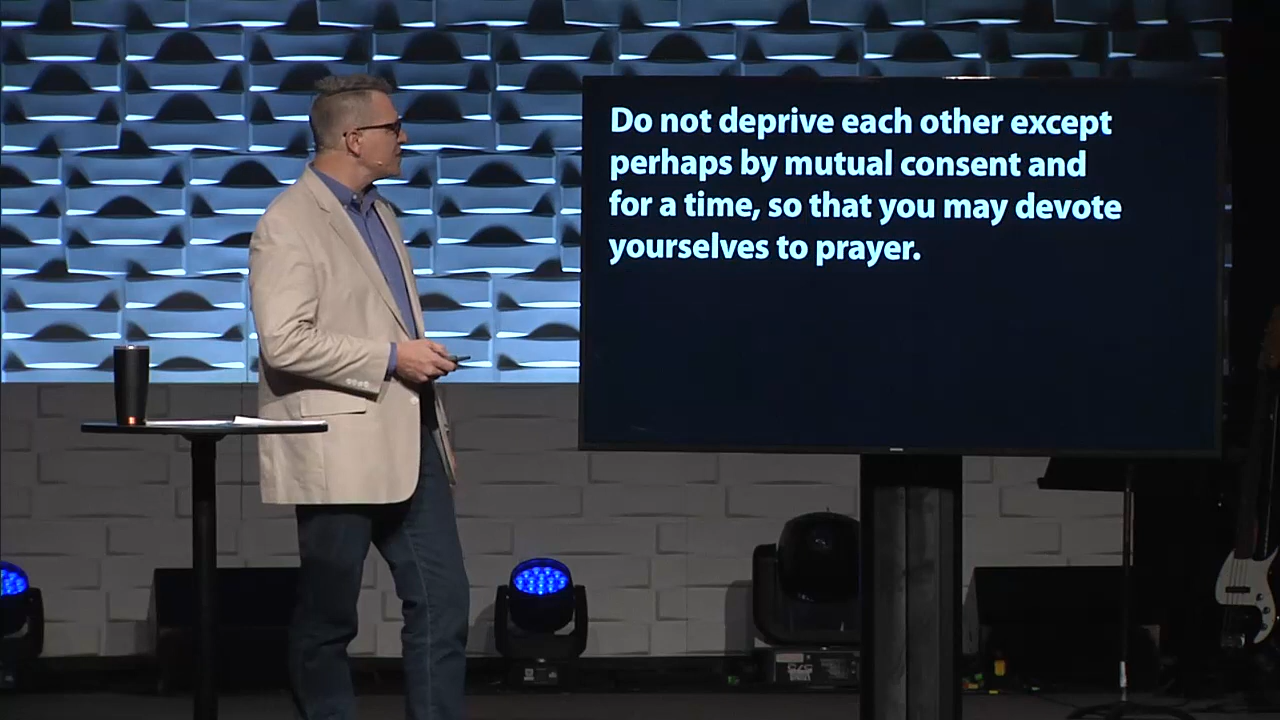 Do not deprive each other except
perhaps by mutual consent and
for a time, so that you may devote
yourselves to prayer.